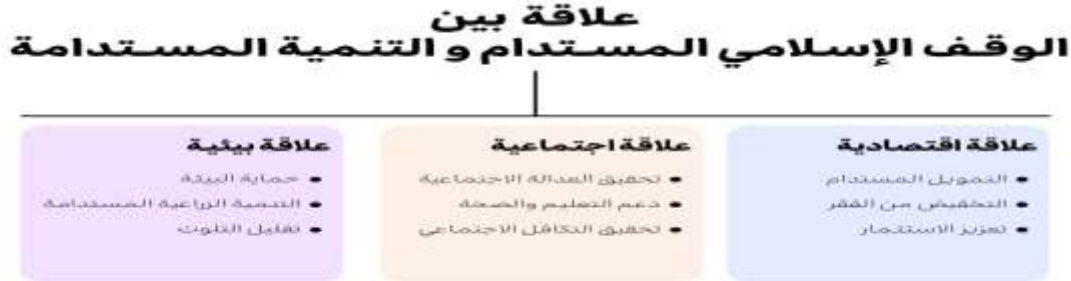 علاقة بين
الوقف الإسلامي المستدام و التنمية المستدامة
علاقة اقتصادية
التمويل المستدام
التخفيض من الفقر
تعزيز الاستثمار
علاقة اجتماعية
تحقيق العدالة الاجتماعية
دعم التعليم والصحة
تحقيق التكافل الاجتماعي
علاقة بيئية
حماية البيئة
التنمية الزراعية المستدامة
تقليل التلوث